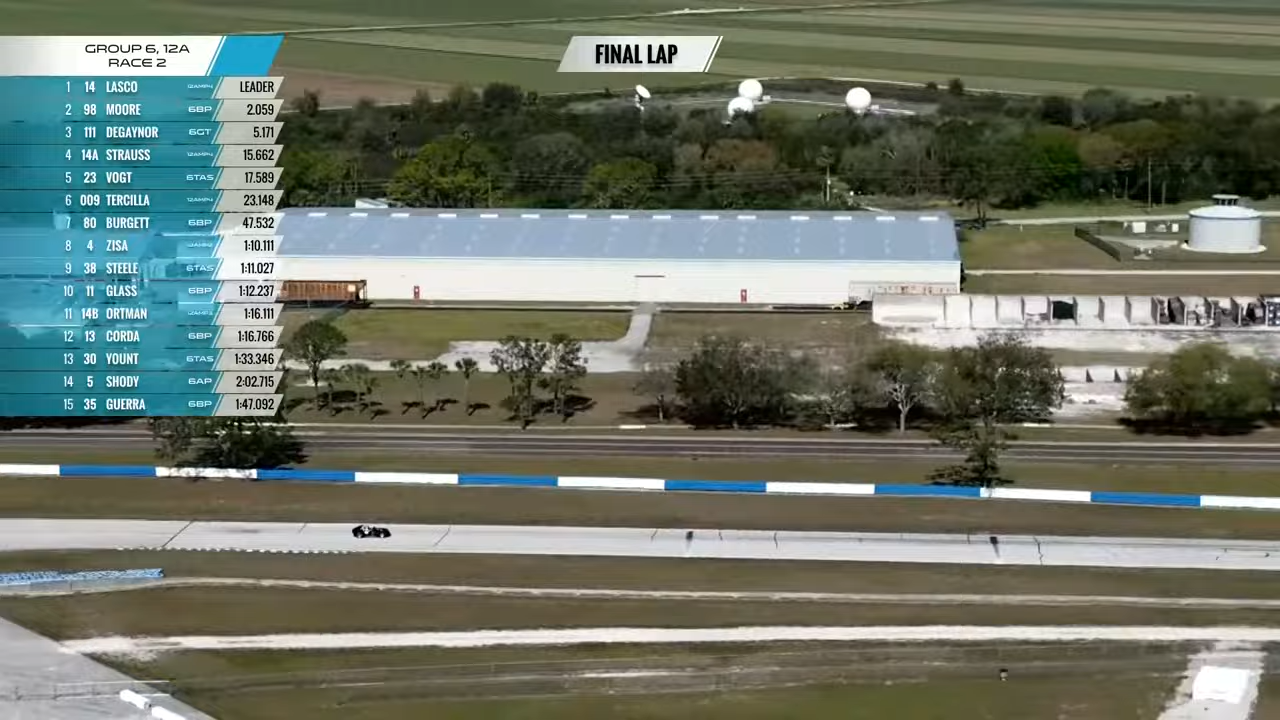 GROUP 6, 12A
RACE 2
FINAL LAP
1 14 LASCO 12AMP4 LEADER
2 98 MOORE 6BP 2.059
3 111 DEGAYNOR 6GT 5.171
4 14A STRAUSS 12AMP4 15.662
5 23 VOGT 6TAS 17.589
6 009 TERCILLA 12AMP4 23.148
7 80 BURGETT 6BP 47.532
8 4 ZISA 1:10.111
9 38 STEELE 6TAS 1:11.027
10 11 GLASS 6BP 1:12.237
11 14B ORTMAN 1:16.111
12 13 CORDA 6BP 1:16.766
13 30 YOUNT 6TAS 1:33.346
14 5 SHODY 6AP 2:02.715
15 35 GUERRA 6BP 1:47.092